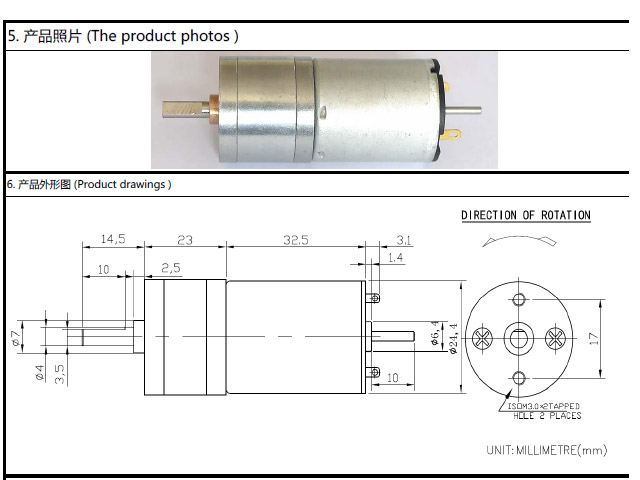 5. 产品照片 (The product photos )
6. 产品外形图 (Product drawings )
DIRECTION OF ROTATION
14,5
23
32.5
3.1
1.4
10
2,5
Ø7
Ø4
3,5
Ø6,4
Ø24,4
10
17
ISOM3.0×2TAPPED
HOLE 2 PLACES
UNIT: MILLIMETRE(mm)